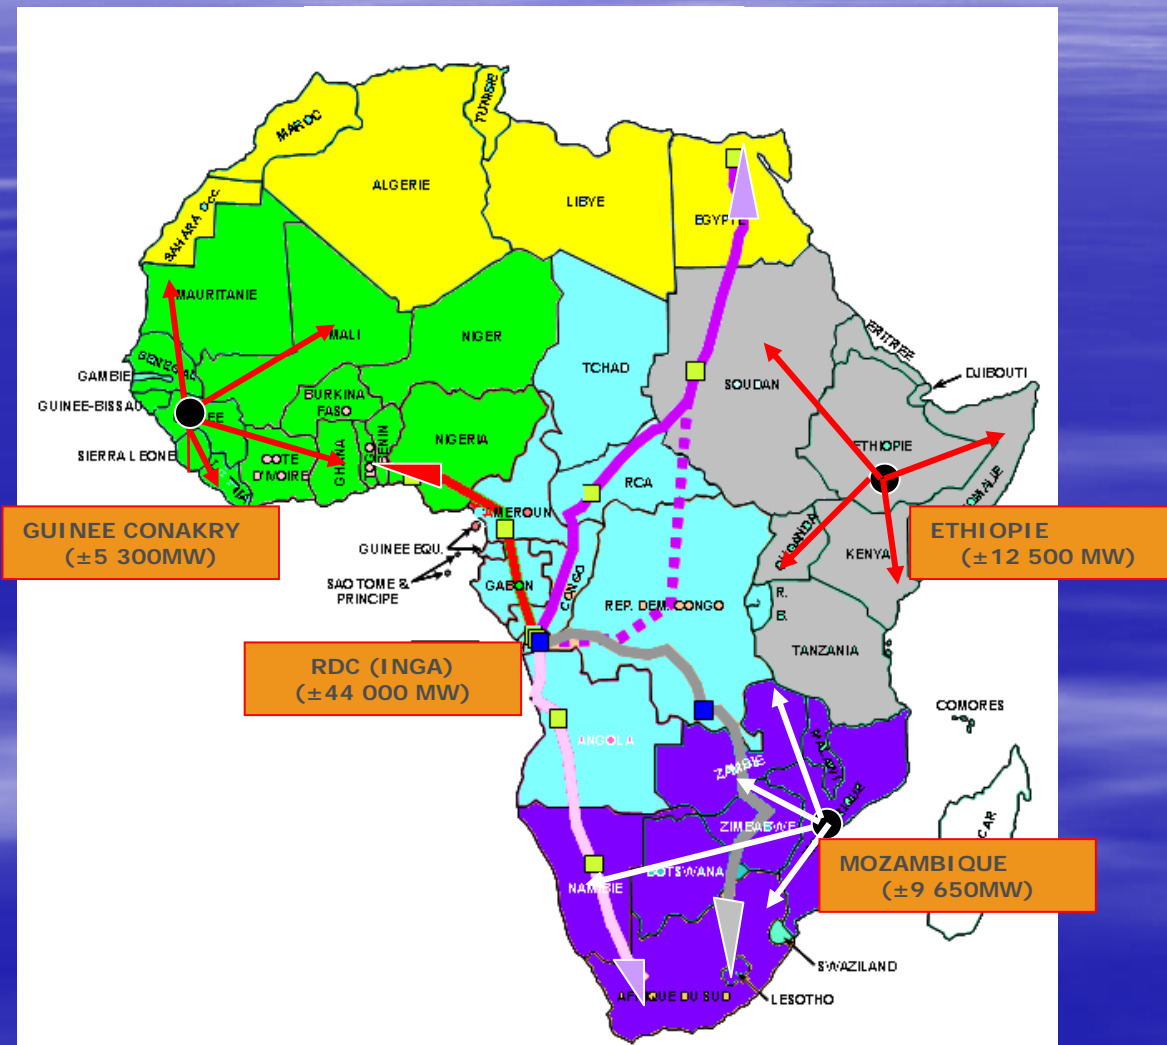 MAROC
TUNISIE
ALGERIE
LIBYE
EGYPTE
SAHARA Occ
MAURITANIE
MALI
NIGER
TCHAD
SOUDAN
ERITREE
DJIBOUTI
SENEGAL
GAMBIE
GUINEE-BISSAU
BURKINA
FASO
NIGERIA
BENIN
TOGO
GHANA
COTE
D'MOIRE
SIERRA LEONE
ETHIOPIE
RCA
CAMEROUN
GUINEE EQU.
SAO TOME &
PRINCIPE
GABON
CONGO
REP. DEM. CONGO
OUGANDA
KENYA
R.
B.
TANZANIA
COMORES
ANGOLA
ZAMBIE
MALAWI
ZIMBABWE
BOTSWANA
NAMIBIE
AFRIQUE DU SUD
SWAZILAND
LESOTHO
GUINEE CONAKRY
(±5 300MW)
ETHIOPIE
(±12 500 MW)
RDC (INGA)
(±44 000 MW)
MOZAMBIQUE
(±9 650MW)